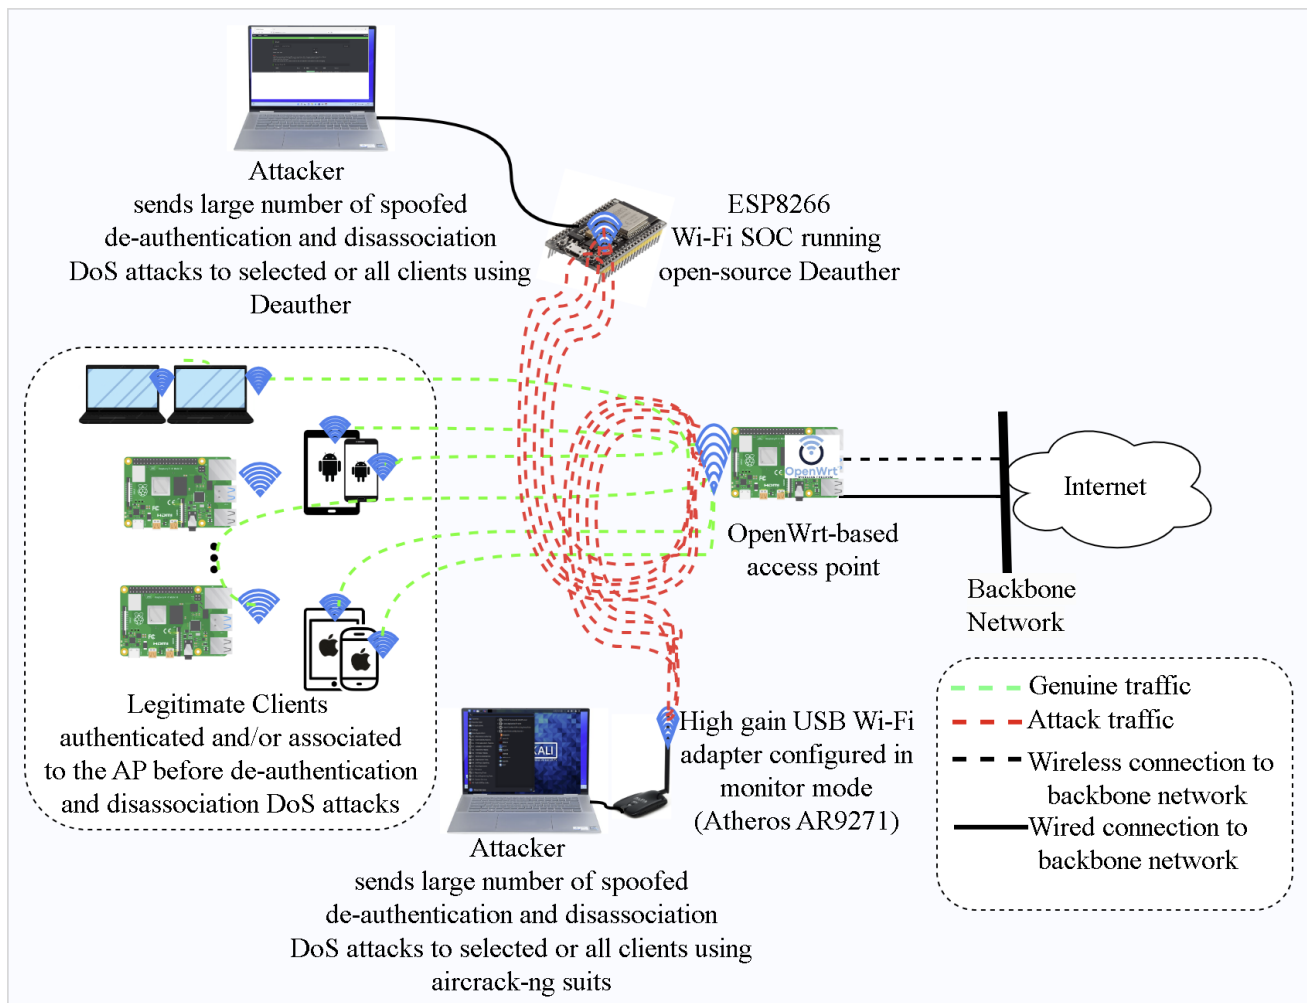 Attacker
sends large number of spoofed
de-authentication and disassociation
DoS attacks to selected or all clients using
Deauther
ESP8266
Wi-Fi SOC running
open-source Deauther
OpenWrt
OpenWrt-based
access point
Internet
Backbone
Network
Legitimate Clients
authenticated and/or associated
to the AP before de-authentication
and disassociation DoS attacks
KALI
High gain USB Wi-Fi
adapter configured in
monitor mode
(Atheros AR9271)
Attacker
sends large number of spoofed
de-authentication and disassociation
DoS attacks to selected or all clients using
aircrack-ng suits
Genuine traffic
Attack traffic
Wireless connection to
backbone network
Wired connection to
backbone network